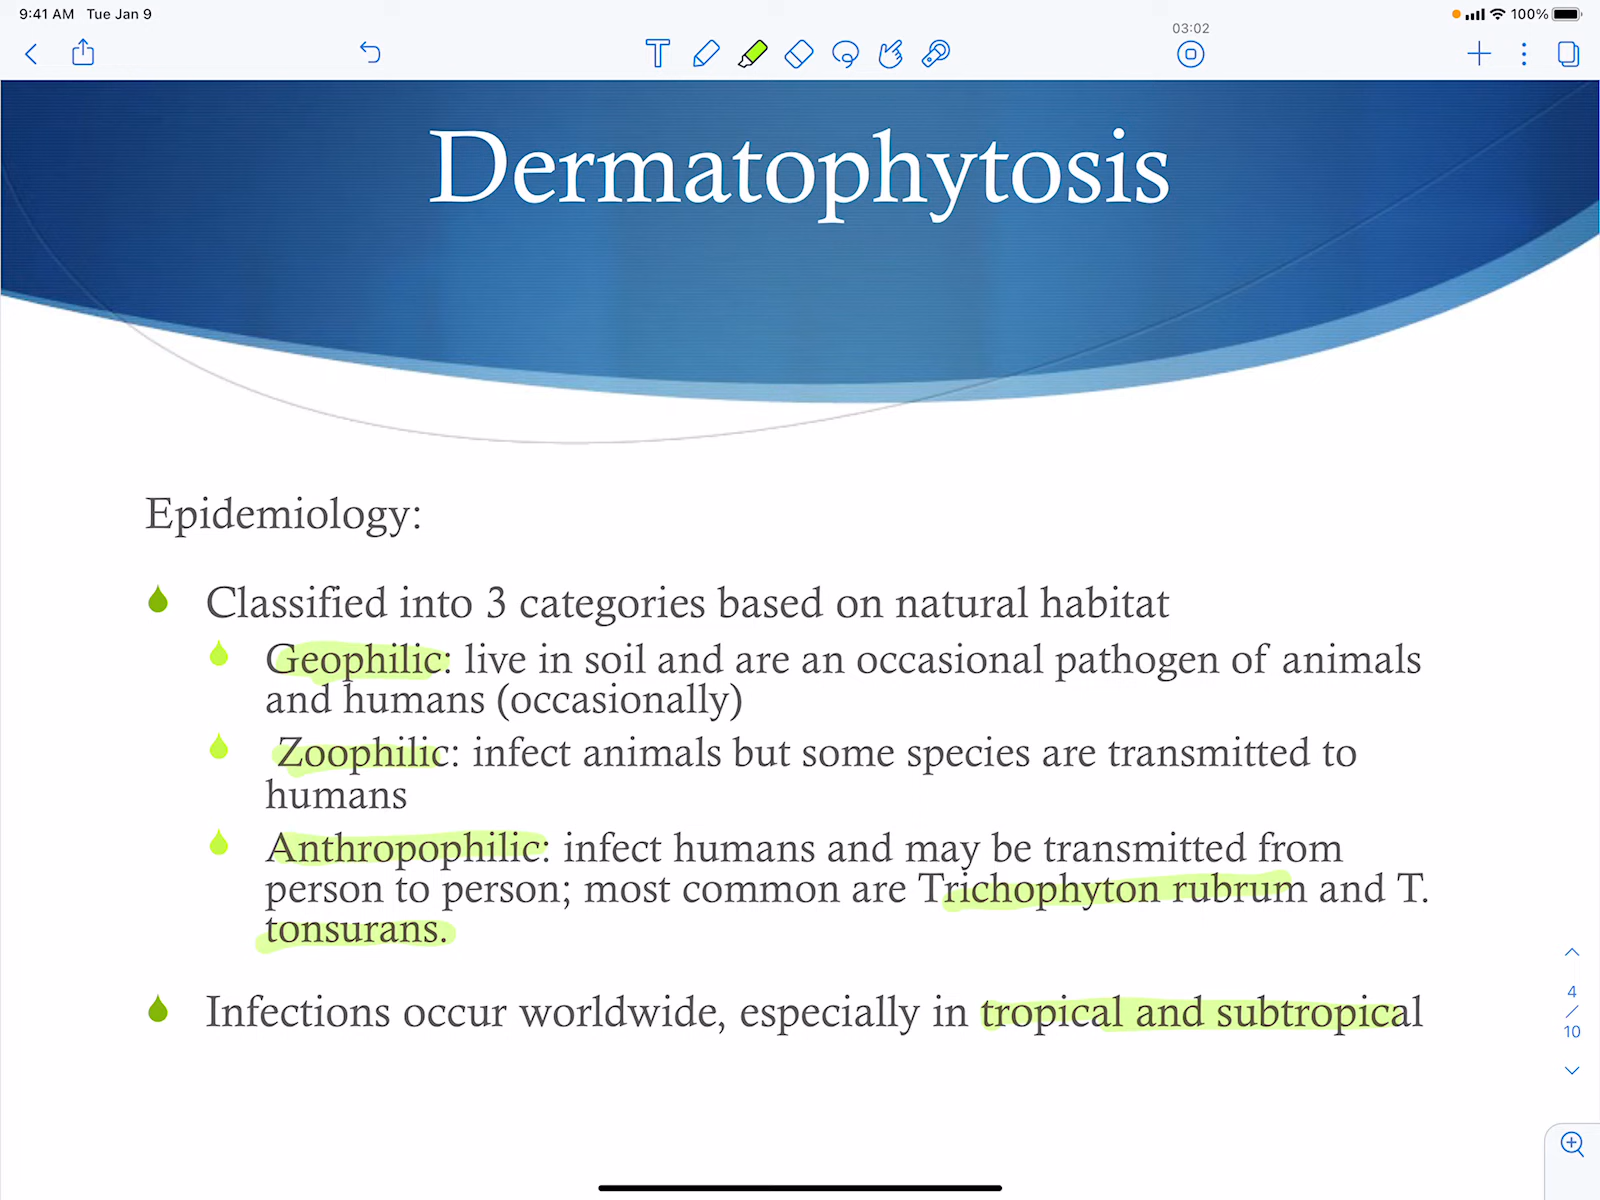 9:41 AM Tue Jan 9
100%
03:02
Dermatophytosis
Epidemiology:
Classified into 3 categories based on natural habitat
Geophilic: live in soil and are an occasional pathogen of animals
and humans (occasionally)
Zoophilic: infect animals but some species are transmitted to
humans
Anthropophilic: infect humans and may be transmitted from
person to person; most common are Trichophyton rubrum and T.
tonsurans.
Infections occur worldwide, especially in tropical and subtropical
4
/
10